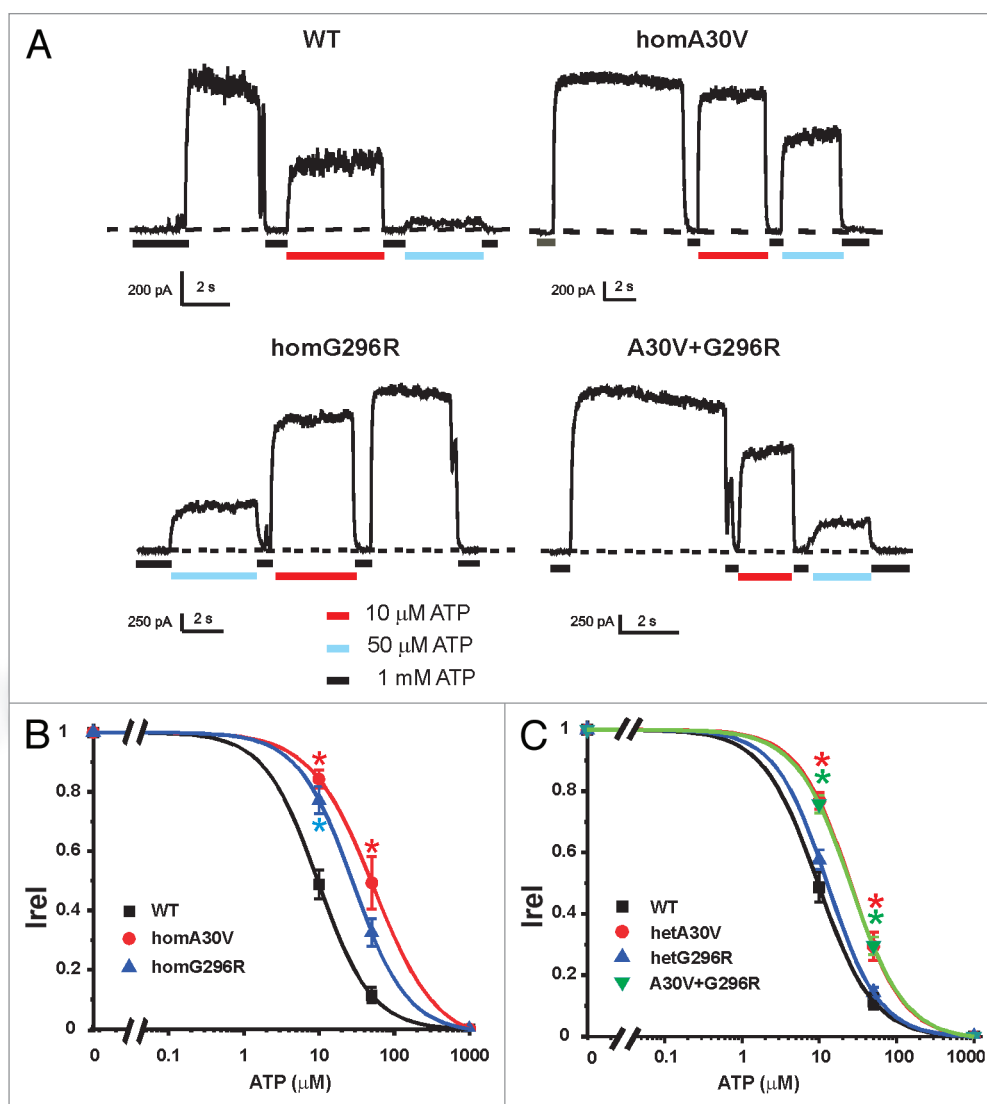 A
WT
homA30V
200 pA
2 s
200 pA
2 s
homG296R
A30V+G296R
250 pA
2 s
250 pA
2 s
10 μM ATP
50 μM ATP
1 mM ATP
B
Irel
1
0.8
0.6
0.4
0.2
0
*
*
*
WT
homA30V
homG296R
0 0.1 1 10 100 1000
ATP (μM)
C
Irel
1
0.8
0.6
0.4
0.2
0
*
*
*
*
WT
hetA30V
hetG296R
A30V+G296R
0 0.1 1 10 100 1000
ATP (μM)